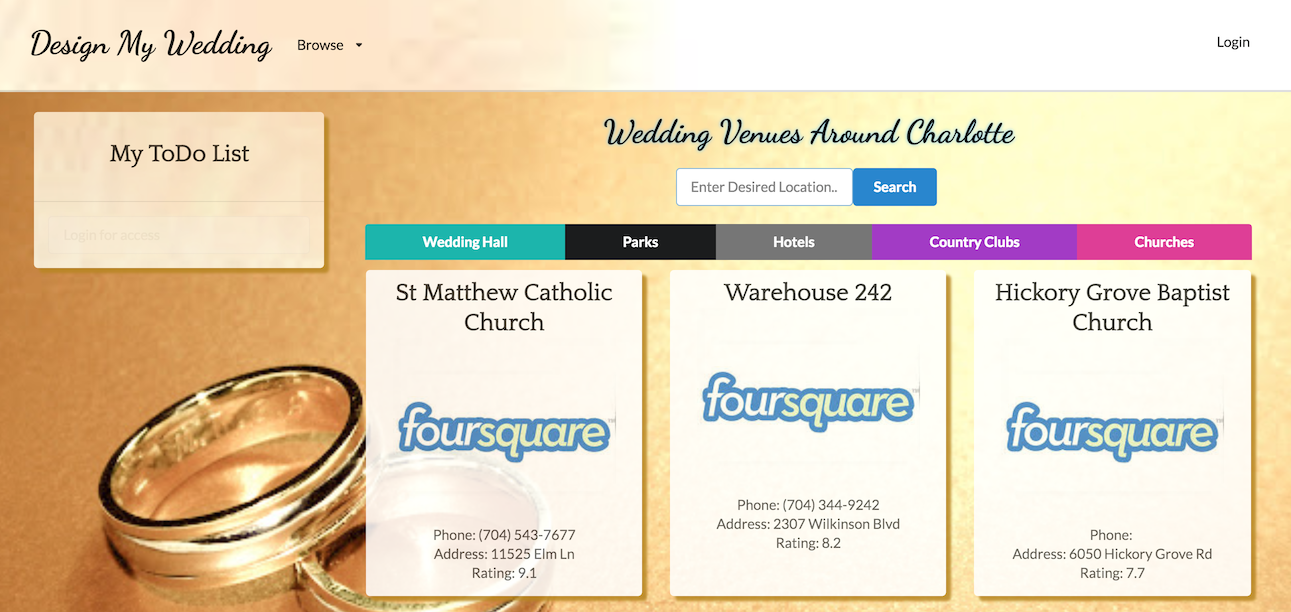 Design My Wedding
Browse
Login
My ToDo List
Login for access
Wedding Venues Around Charlotte
Enter Desired Location..
Search
Wedding Hall
Parks
Hotels
Country Clubs
Churches
St Matthew Catholic
Church
foursquare™
Phone: (704) 543-7677
Address: 11525 Elm Ln
Rating: 9.1
Warehouse 242
foursquare™
Phone: (704) 344-9242
Address: 2307 Wilkinson Blvd
Rating: 8.2
Hickory Grove Baptist
Church
foursquare™
Phone:
Address: 6050 Hickory Grove Rd
Rating: 7.7